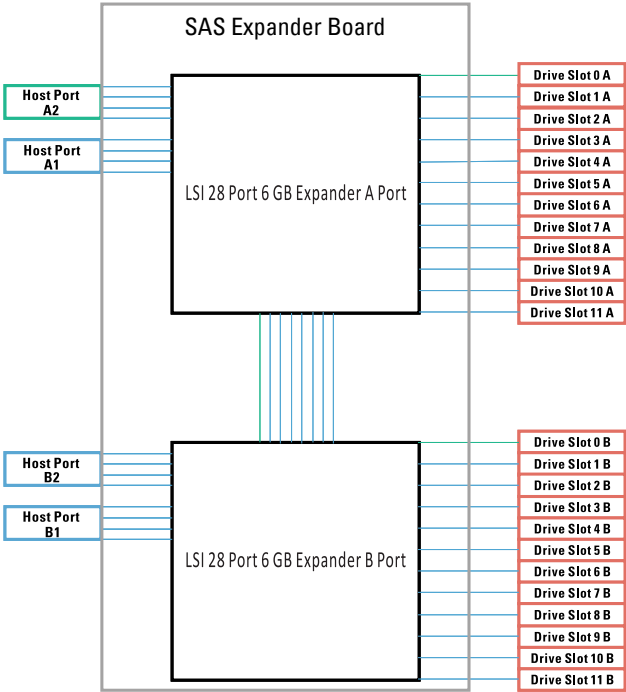 SAS Expander Board
Host Port
A2
Host Port
A1
LSI 28 Port 6 GB Expander A Port
Drive Slot 0 A
Drive Slot 1 A
Drive Slot 2 A
Drive Slot 3 A
Drive Slot 4 A
Drive Slot 5 A
Drive Slot 6 A
Drive Slot 7 A
Drive Slot 8 A
Drive Slot 9 A
Drive Slot 10 A
Drive Slot 11 A
Host Port
B2
Host Port
B1
LSI 28 Port 6 GB Expander B Port
Drive Slot 0 B
Drive Slot 1 B
Drive Slot 2 B
Drive Slot 3 B
Drive Slot 4 B
Drive Slot 5 B
Drive Slot 6 B
Drive Slot 7 B
Drive Slot 8 B
Drive Slot 9 B
Drive Slot 10 B
Drive Slot 11 B